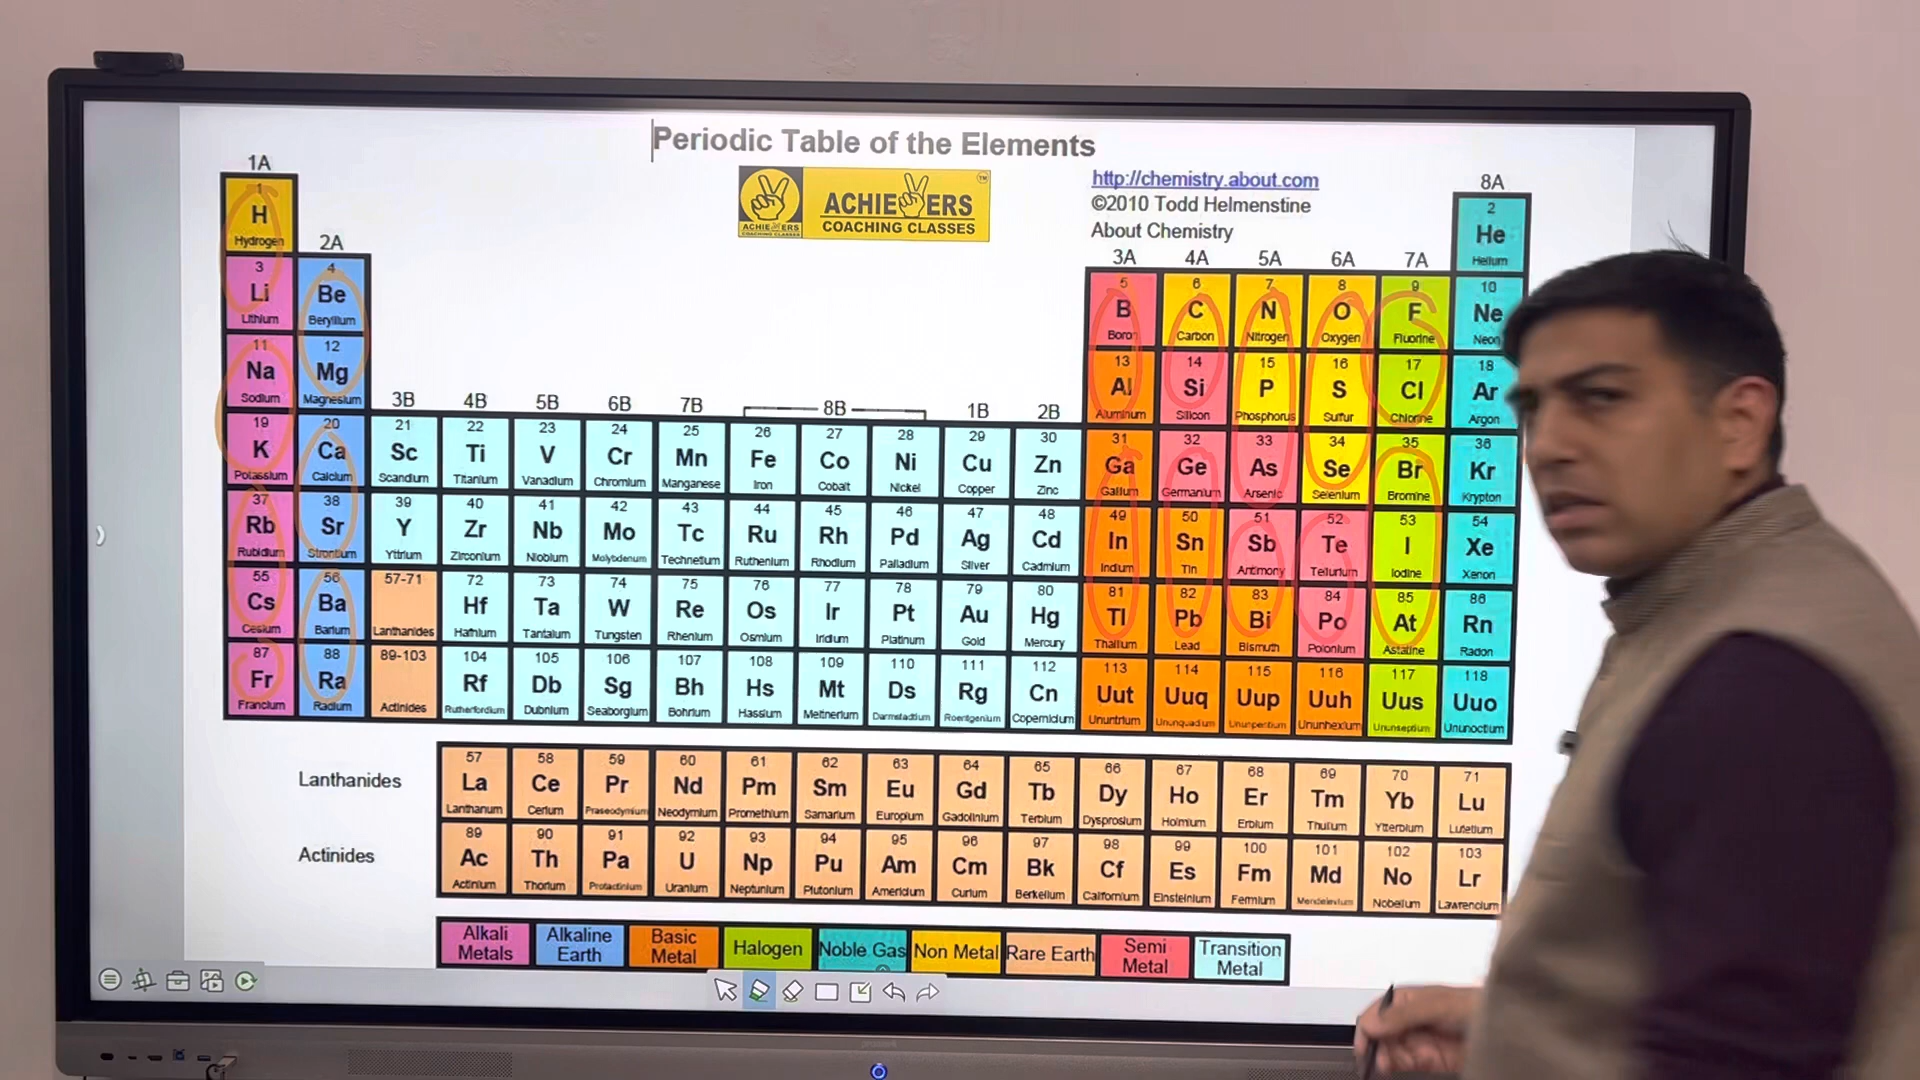 Periodic Table of the Elements
ACHIEVERS
COACHING CLASSES
TM
ACHIEVERS
COACHING CLASSES
http://chemistry.about.com
©2010 Todd Helmenstine
About Chemistry
1A 8A
1 2
H He
Hydrogen Helium
2A 3A 4A 5A 6A 7A
3 4 5 6 7 8 9 10
Li Be B C N O F Ne
Lithium Beryllium Boron Carbon Nitrogen Oxygen Fluorine Neon
11 12 13 14 15 16 17 18
Na Mg Al Si P S Cl Ar
Sodium Magnesium Aluminum Silicon Phosphorus Sulfur Chlorine Argon
3B 4B 5B 6B 7B 8B 1B 2B
19 20 21 22 23 24 25 26 27 28 29 30 31 32 33 34 35 36
K Ca Sc Ti V Cr Mn Fe Co Ni Cu Zn Ga Ge As Se Br Kr
Potassium Calcium Scandium Titanium Vanadium Chromium Manganese Iron Cobalt Nickel Copper Zinc Gallium Germanium Arsenic Selenium Bromine Krypton
37 38 39 40 41 42 43 44 45 46 47 48 49 50 51 52 53 54
Rb Sr Y Zr Nb Mo Tc Ru Rh Pd Ag Cd In Sn Sb Te I Xe
Rubidium Strontium Yttrium Zirconium Niobium Molybdenum Technetium Ruthenium Rhodium Palladium Silver Cadmium Indium Tin Antimony Tellurium Iodine Xenon
55 56 57-71 72 73 74 75 76 77 78 79 80 81 82 83 84 85 86
Cs Ba Hf Ta W Re Os Ir Pt Au Hg Tl Pb Bi Po At Rn
Cesium Barium Lanthanides Hafnium Tantalum Tungsten Rhenium Osmium Iridium Platinum Gold Mercury Thallium Lead Bismuth Polonium Astatine Radon
87 88 89-103 104 105 106 107 108 109 110 111 112 113 114 115 116 117 118
Fr Ra Rf Db Sg Bh Hs Mt Ds Rg Cn Uut Uuq Uup Uuh Uus Uuo
Francium Radium Actinides Rutherfordium Dubnium Seaborgium Bohrium Hassium Meitnerium Darmstadtium Roentgenium Copernicium Ununtrium Ununquadium Ununpentium Ununhexium Ununseptium Ununoctium
57 58 59 60 61 62 63 64 65 66 67 68 69 70 71
Lanthanides La Ce Pr Nd Pm Sm Eu Gd Tb Dy Ho Er Tm Yb Lu
Lanthanum Cerium Praseodymium Neodymium Promethium Samarium Europium Gadolinium Terbium Dysprosium Holmium Erbium Thulium Ytterbium Lutetium
89 90 91 92 93 94 95 96 97 98 99 100 101 102 103
Actinides Ac Th Pa U Np Pu Am Cm Bk Cf Es Fm Md No Lr
Actinium Thorium Protactinium Uranium Neptunium Plutonium Americium Curium Berkelium Californium Einsteinium Fermium Mendelevium Nobelium Lawrencium
Alkali Metals
Alkaline Earth
Basic Metal
Halogen
Noble Gas
Non Metal
Rare Earth
Semi Metal
Transition Metal